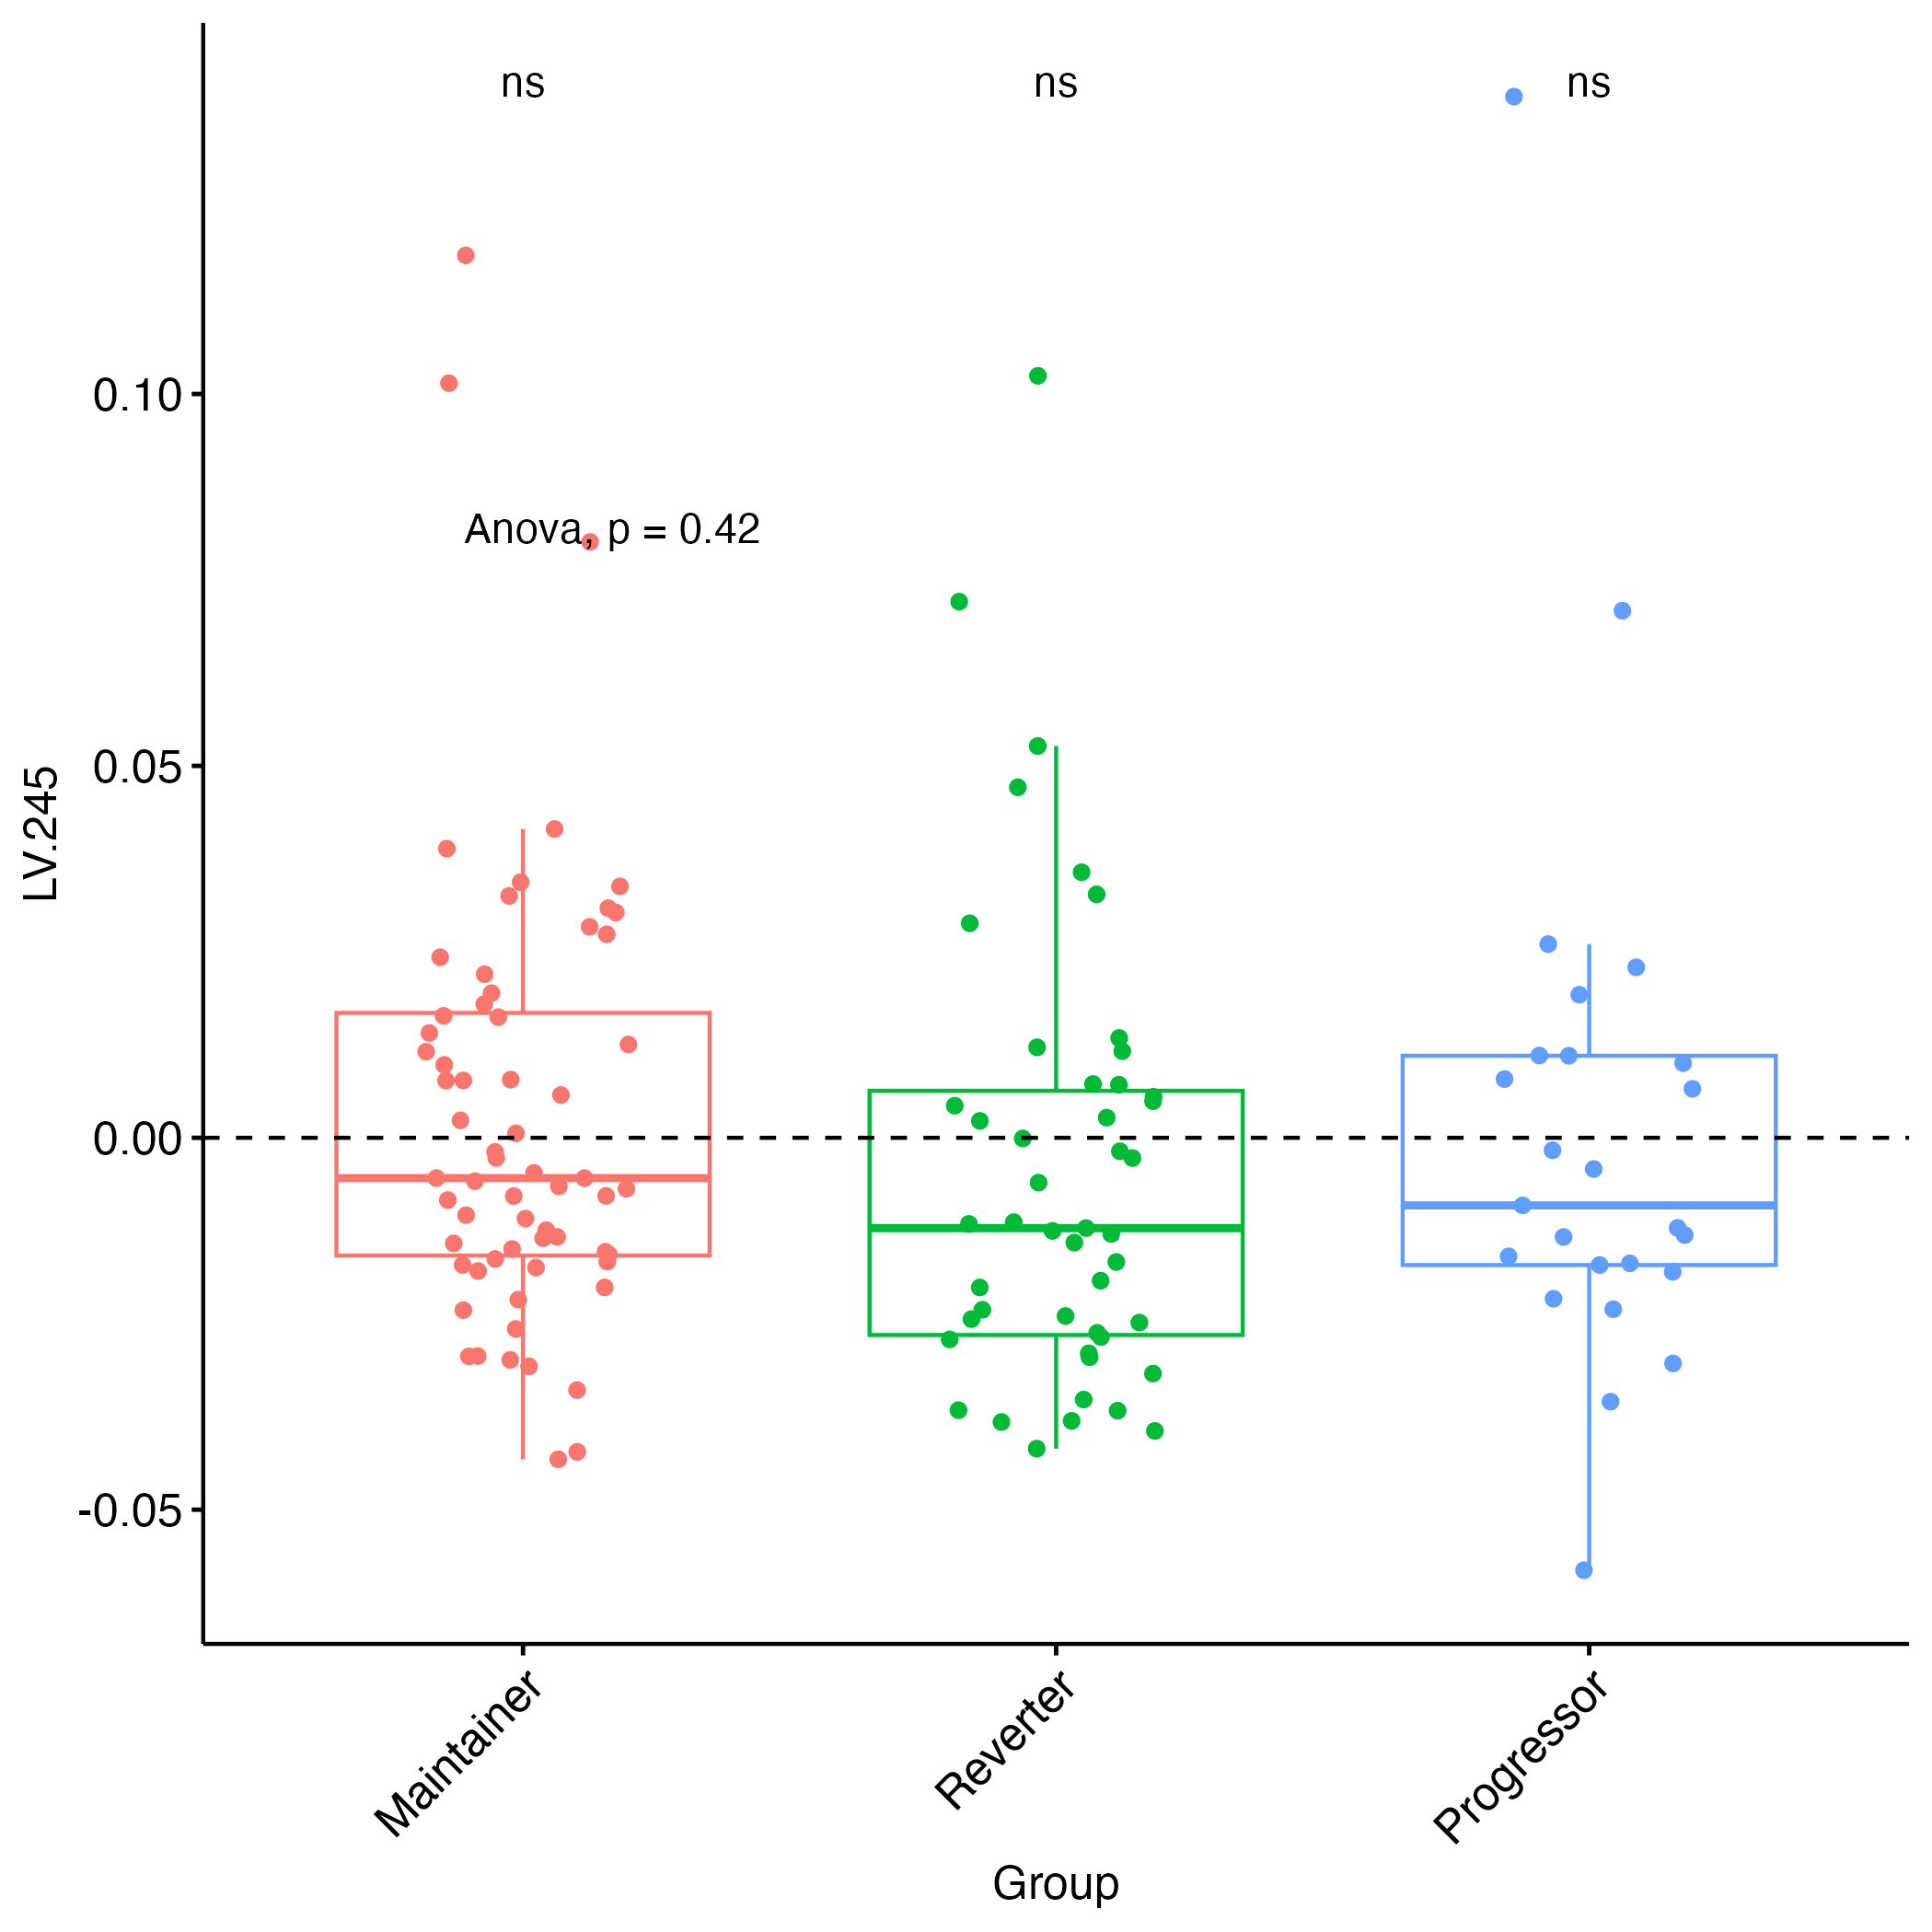 ns
ns
ns
Anova, p = 0.42
LV.245
0.10
0.05
0.00
-0.05
Maintainer
Reverter
Progressor
Group